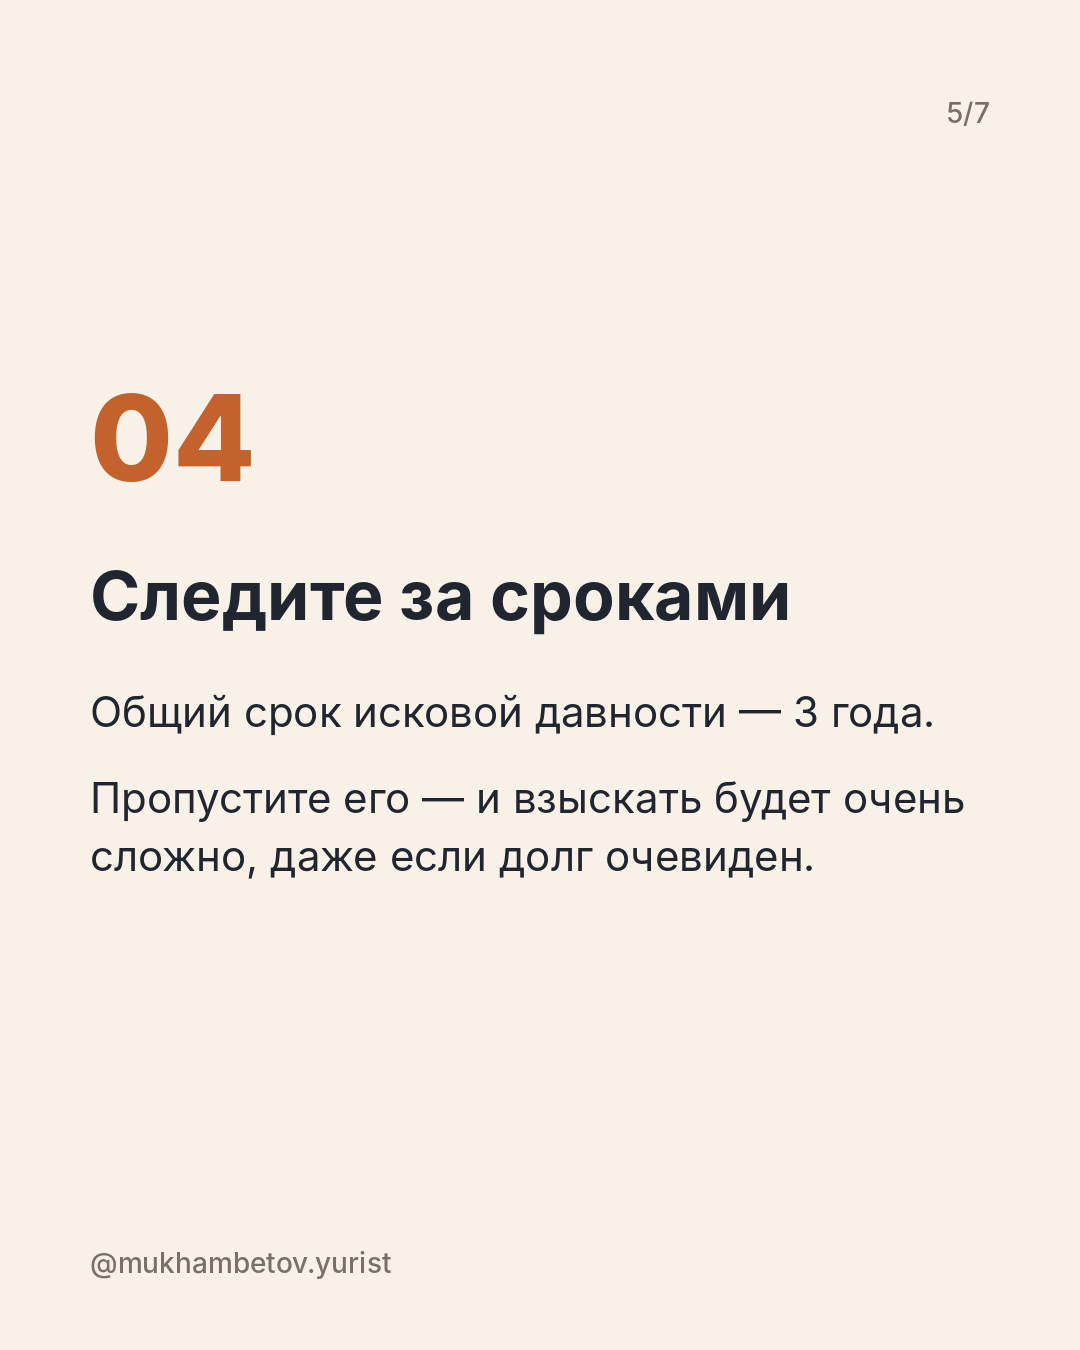 5/7
04
Следите за сроками
Общий срок исковой давности — 3 года.
Пропустите его — и взыскать будет очень
сложно, даже если долг очевиден.
@mukhambetov.yurist